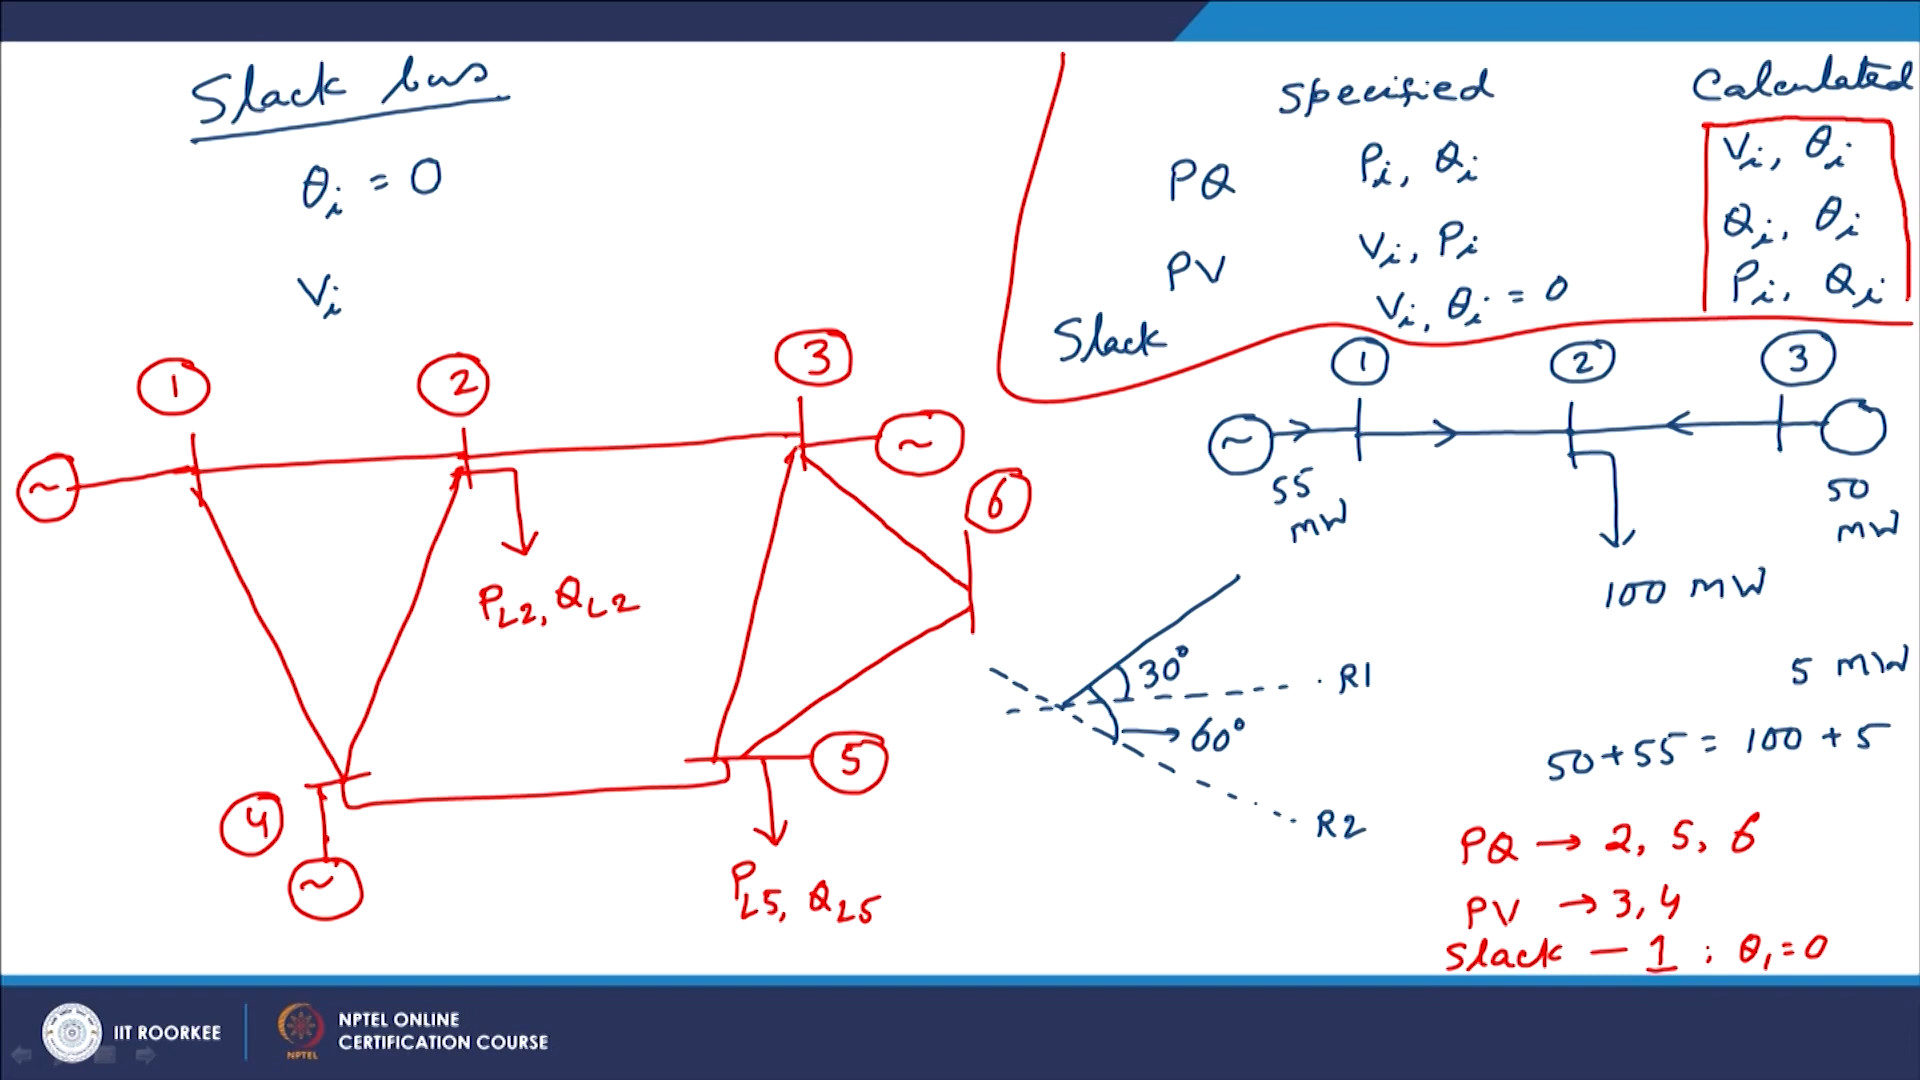 Slack bus
θi = 0
Vi
Specified Calculated
PQ Pi, Qi Vi, θi
PV Vi, Pi Qi, θi
Slack Vi, θi = 0 Pi, Qi
1 2 3
~ ~
6
PL2, QL2
4 5
~
PL5, QL5
1 2 3
~
55 MW
50 MW
100 MW
30° R1
60°
R2
5 MW
50+55 = 100 + 5
PQ → 2, 5, 6
PV → 3, 4
Slack - 1 : θ1=0
IIT ROORKEE
NPTEL
NPTEL ONLINE
CERTIFICATION COURSE